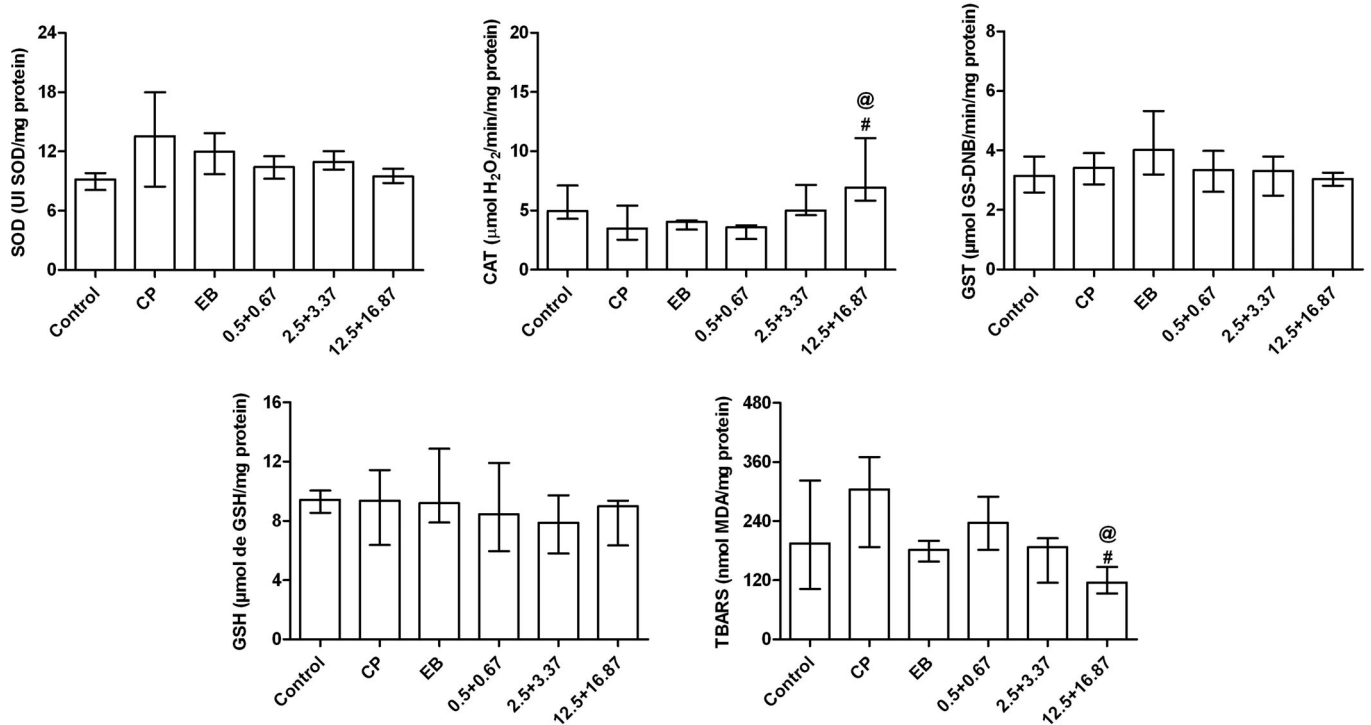 SOD (UI SOD/mg protein)
24
18
12
6
0
Control
CP
EB
0.5+0.67
2.5+3.37
12.5+16.87
CAT (µmol H₂O₂/min/mg protein)
20
15
10
5
0
@
#
Control
CP
EB
0.5+0.67
2.5+3.37
12.5+16.87
GST (µmol GS-DNB/min/mg protein)
8
6
4
2
0
Control
CP
EB
0.5+0.67
2.5+3.37
12.5+16.87
GSH (µmol de GSH/mg protein)
16
12
8
4
0
Control
CP
EB
0.5+0.67
2.5+3.37
12.5+16.87
TBARS (nmol MDA/mg protein)
480
360
240
120
0
@
#
Control
CP
EB
0.5+0.67
2.5+3.37
12.5+16.87